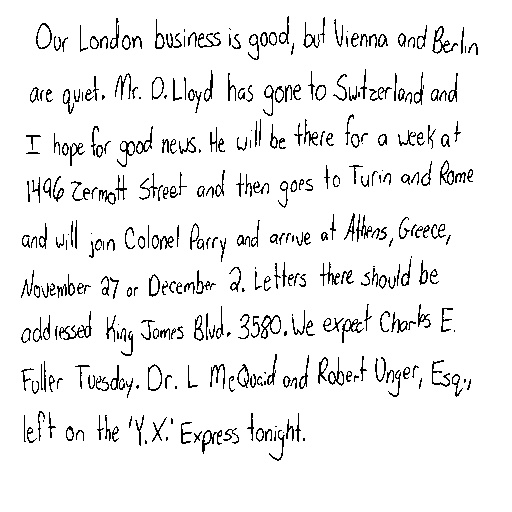 Our London business is good, but Vienna and Berlin
are quiet. Mr. D. Lloyd has gone to Switzerland and
I hope for good news. He will be there for a week at
1496 Zermott Street and then goes to Turin and Rome
and will join Colonel Parry and arrive at Athens, Greece,
November 27 or December 2. Letters there should be
addressed King James Blvd. 3580. We expect Charles E.
Fuller Tuesday. Dr. L McQuaid and Robert Unger, Esq.,
left on the 'Y.X.' Express tonight.